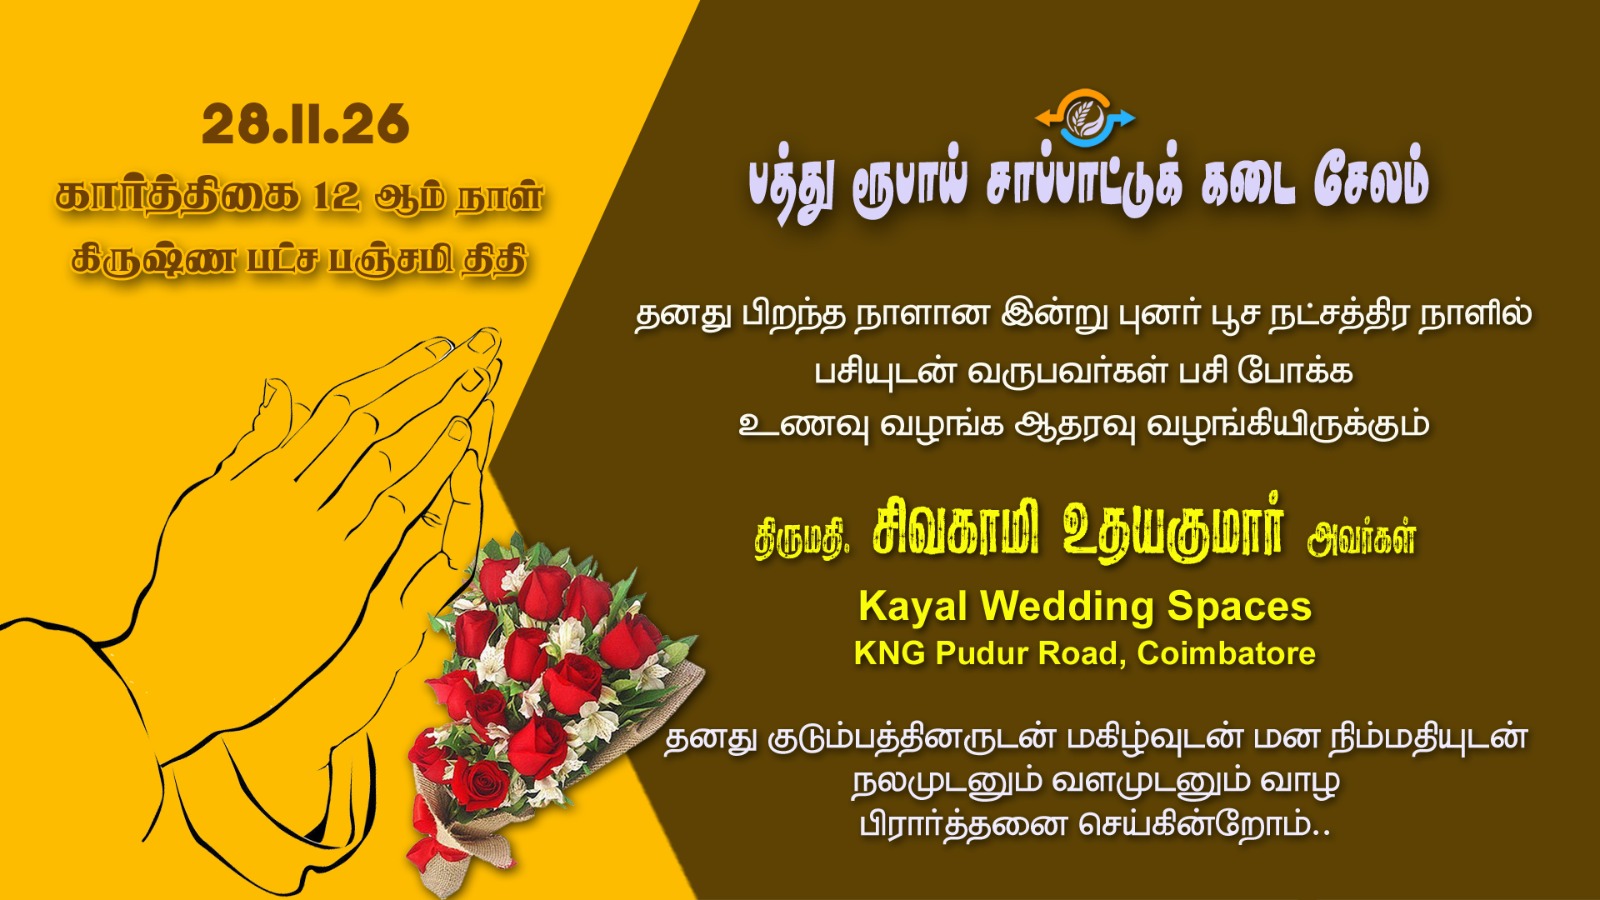 28.11.26
கார்த்திகை 12 ஆம் நாள்
கிருஷ்ண பட்ச பஞ்சமி திதி
பத்து ரூபாய் சாப்பாட்டுக் கடை சேலம்
தனது பிறந்த நாளான இன்று புனர் பூச நட்சத்திர நாளில்
பசியுடன் வருபவர்கள் பசி போக்க
உணவு வழங்க ஆதரவு வழங்கியிருக்கும்
திருமதி. சிவகாமி உதயகுமார் அவர்கள்
Kayal Wedding Spaces
KNG Pudur Road, Coimbatore
தனது குடும்பத்தினருடன் மகிழ்வுடன் மன நிம்மதியுடன்
நலமுடனும் வளமுடனும் வாழ
பிரார்த்தனை செய்கின்றோம்..